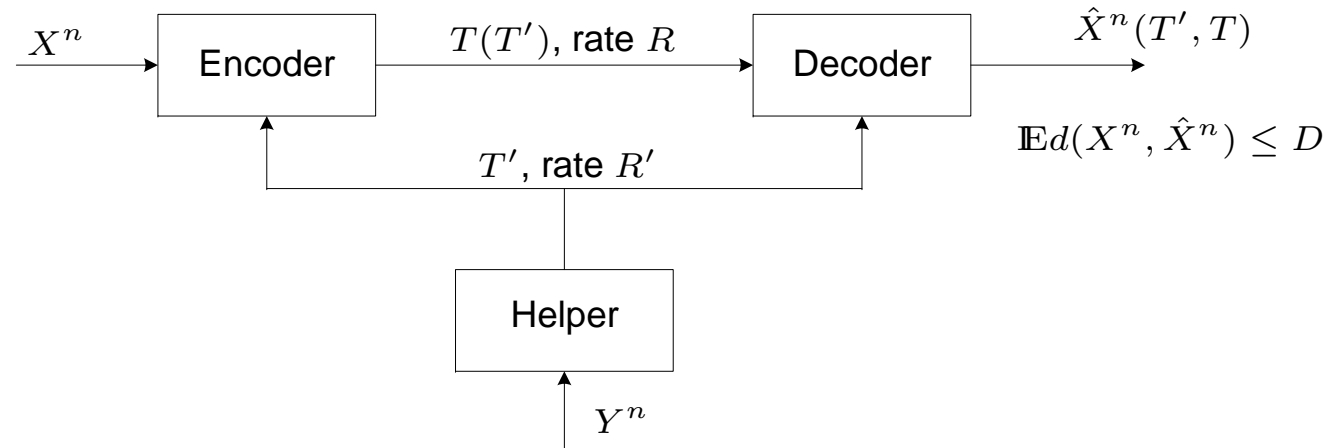 X^n
Encoder
T(T'), rate R
Decoder
X̂^n(T', T)
𝔼d(X^n, X̂^n) ≤ D
T', rate R'
Helper
Y^n